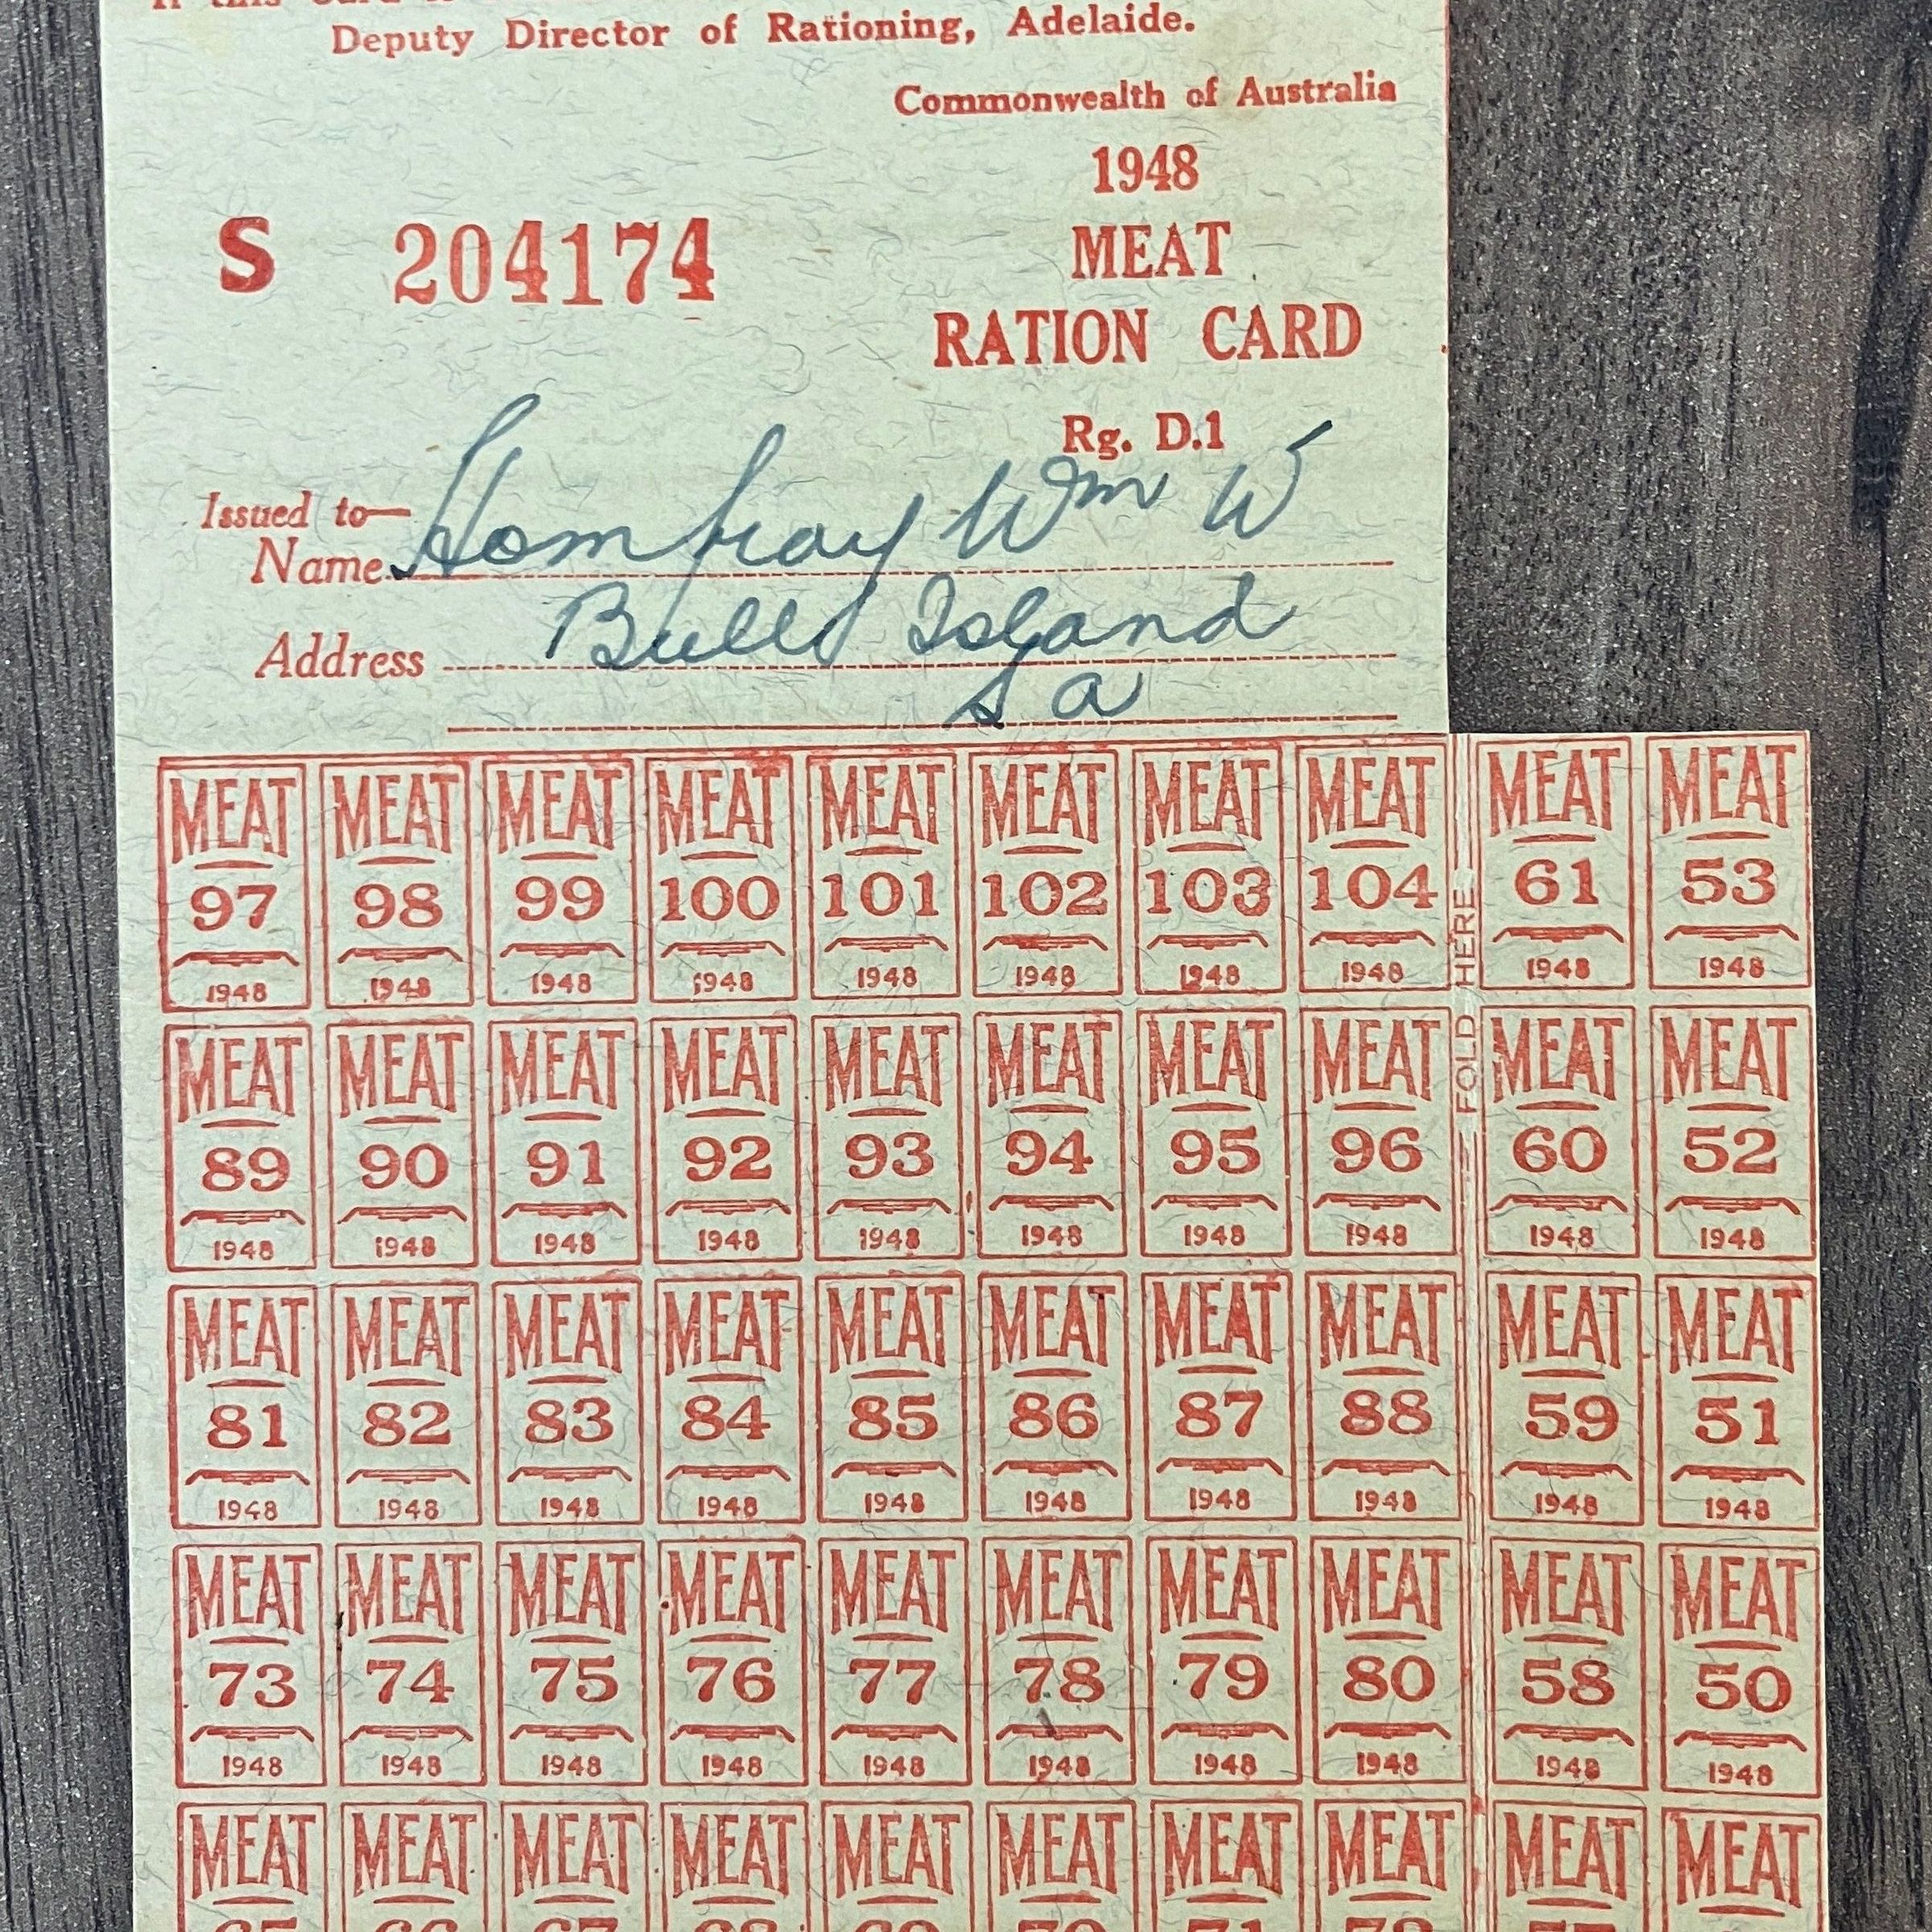 Deputy Director of Rationing, Adelaide.
Commonwealth of Australia
1948
MEAT
RATION CARD
S 204174
Rg. D.1
Issued to—
Name Homfray Wm W
Address Bulls Island
S A
MEAT MEAT MEAT MEAT MEAT MEAT MEAT MEAT MEAT MEAT
97 98 99 100 101 102 103 104 61 53
1948 1948 1948 1948 1948 1948 1948 1948 1948 1948
FOLD HERE
MEAT MEAT MEAT MEAT MEAT MEAT MEAT MEAT MEAT MEAT
89 90 91 92 93 94 95 96 60 52
1948 1948 1948 1948 1948 1948 1948 1948 1948 1948
MEAT MEAT MEAT MEAT MEAT MEAT MEAT MEAT MEAT MEAT
81 82 83 84 85 86 87 88 59 51
1948 1948 1948 1948 1948 1948 1948 1948 1948 1948
MEAT MEAT MEAT MEAT MEAT MEAT MEAT MEAT MEAT MEAT
73 74 75 76 77 78 79 80 58 50
1948 1948 1948 1948 1948 1948 1948 1948 1948 1948
MEAT MEAT MEAT MEAT MEAT MEAT MEAT MEAT MEAT MEAT